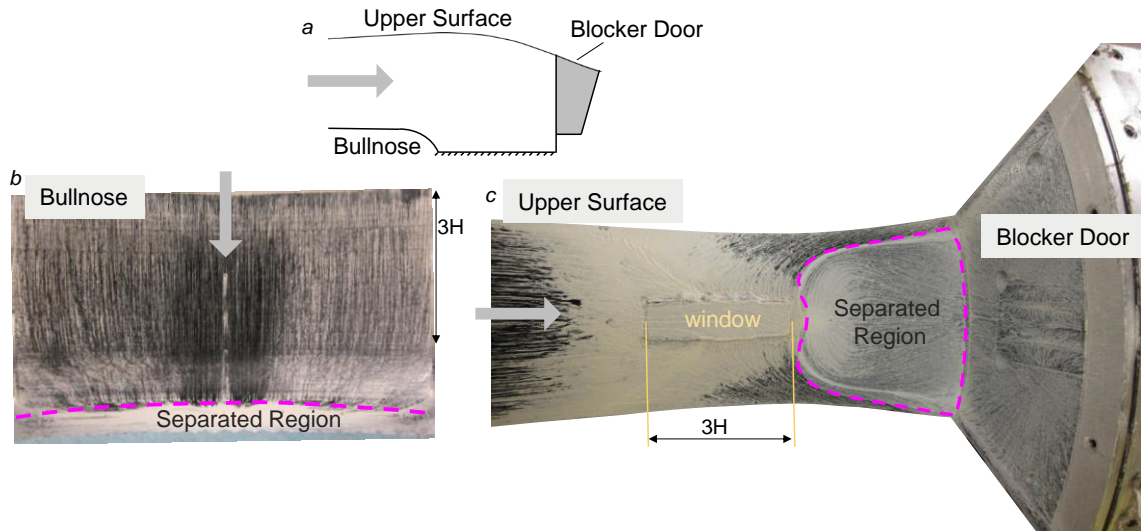 a
Upper Surface
Blocker Door
Bullnose
b
Bullnose
3H
Separated Region
c
Upper Surface
Blocker Door
window
Separated
Region
3H